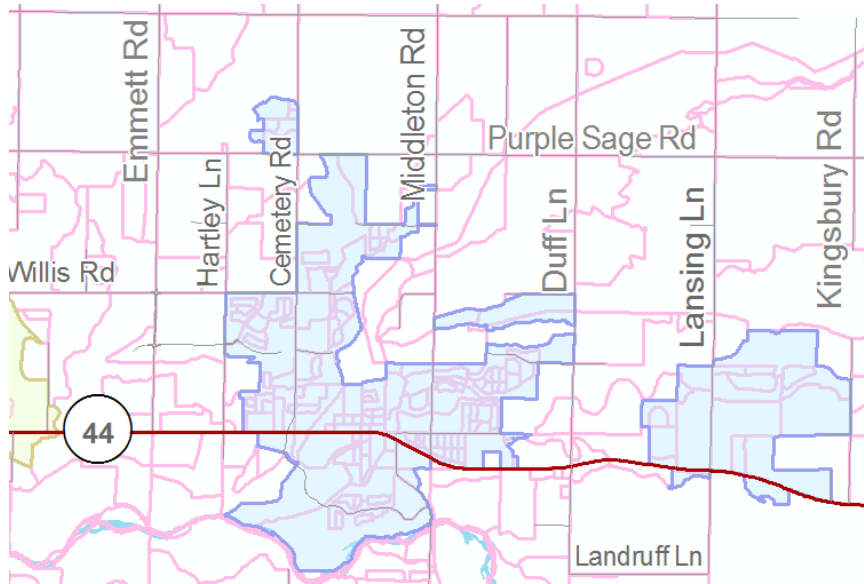 Emmett Rd
Middleton Rd
Purple Sage Rd
Hartley Ln
Cemetery Rd
Willis Rd
Duff Ln
Lansing Ln
Kingsbury Rd
44
Landruff Ln